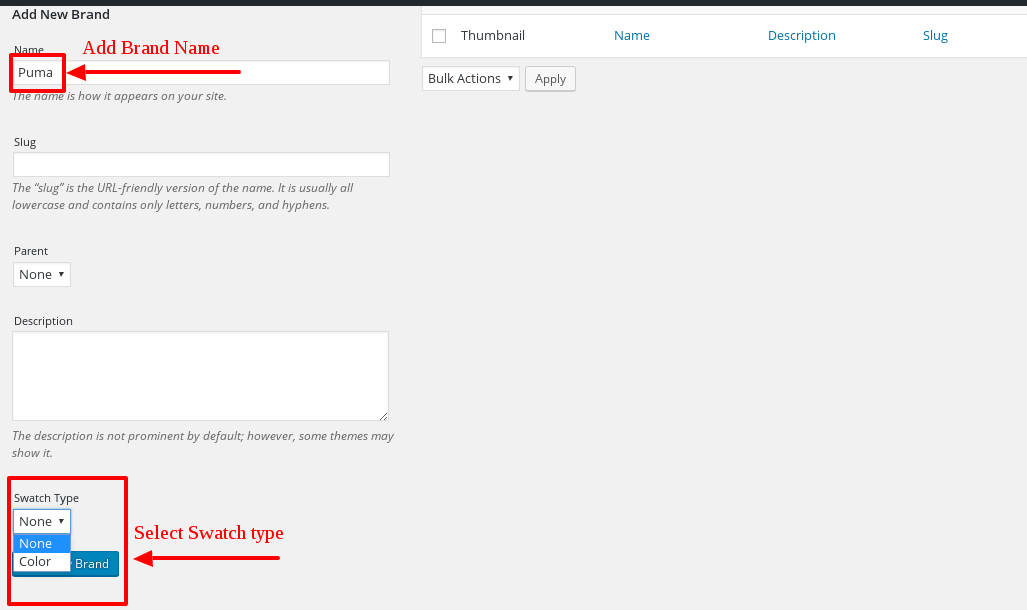 Add New Brand
Name
Add Brand Name
Puma
The name is how it appears on your site.
Slug
The “slug” is the URL-friendly version of the name. It is usually all
lowercase and contains only letters, numbers, and hyphens.
Parent
None
Description
The description is not prominent by default; however, some themes may
show it.
Swatch Type
None
None
Color
Brand
Select Swatch type
Thumbnail Name Description Slug
Bulk Actions Apply